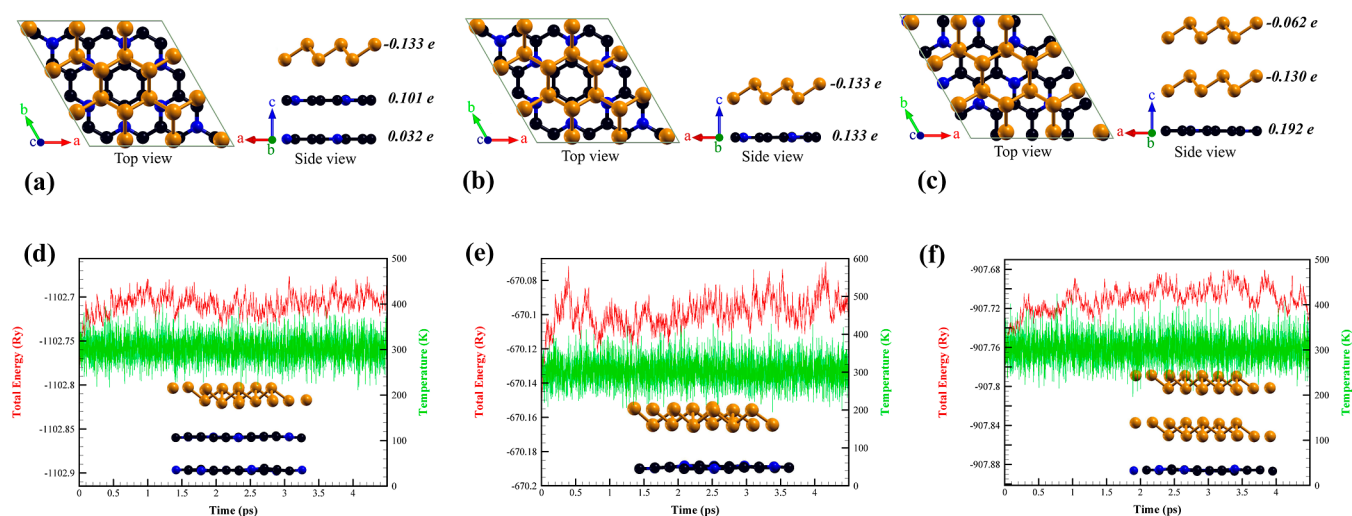 b
c
a
Top view
-0.133 e
0.101 e
0.032 e
c
a
b
Side view
(a)
b
c
a
Top view
-0.133 e
0.133 e
c
a
b
Side view
(b)
b
c
a
Top view
-0.062 e
-0.130 e
0.192 e
c
a
b
Side view
(c)
(d)
Total Energy (Ry)
-1102.7
-1102.75
-1102.8
-1102.85
-1102.9
500
400
300
200
100
0
Temperature (K)
0 0.5 1 1.5 2 2.5 3 3.5 4
Time (ps)
(e)
Total Energy (Ry)
-670.08
-670.1
-670.12
-670.14
-670.16
-670.18
-670.2
600
500
400
300
200
100
0
Temperature (K)
0 0.5 1 1.5 2 2.5 3 3.5 4
Time (ps)
(f)
Total Energy (Ry)
-907.68
-907.72
-907.76
-907.8
-907.84
-907.88
500
400
300
200
100
0
Temperature (K)
0 0.5 1 1.5 2 2.5 3 3.5 4
Time (ps)